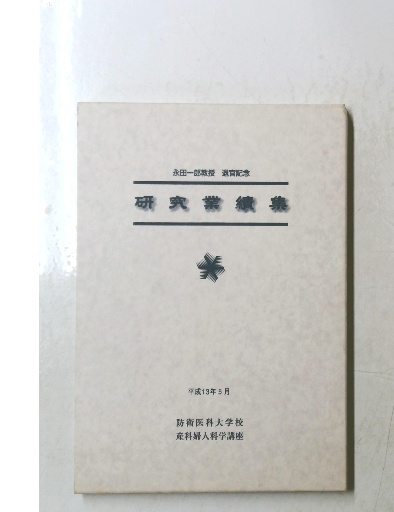 永田一郎教授　退官記念
研究業績集
平成13年3月
防衛医科大学校
産科婦人科学講座